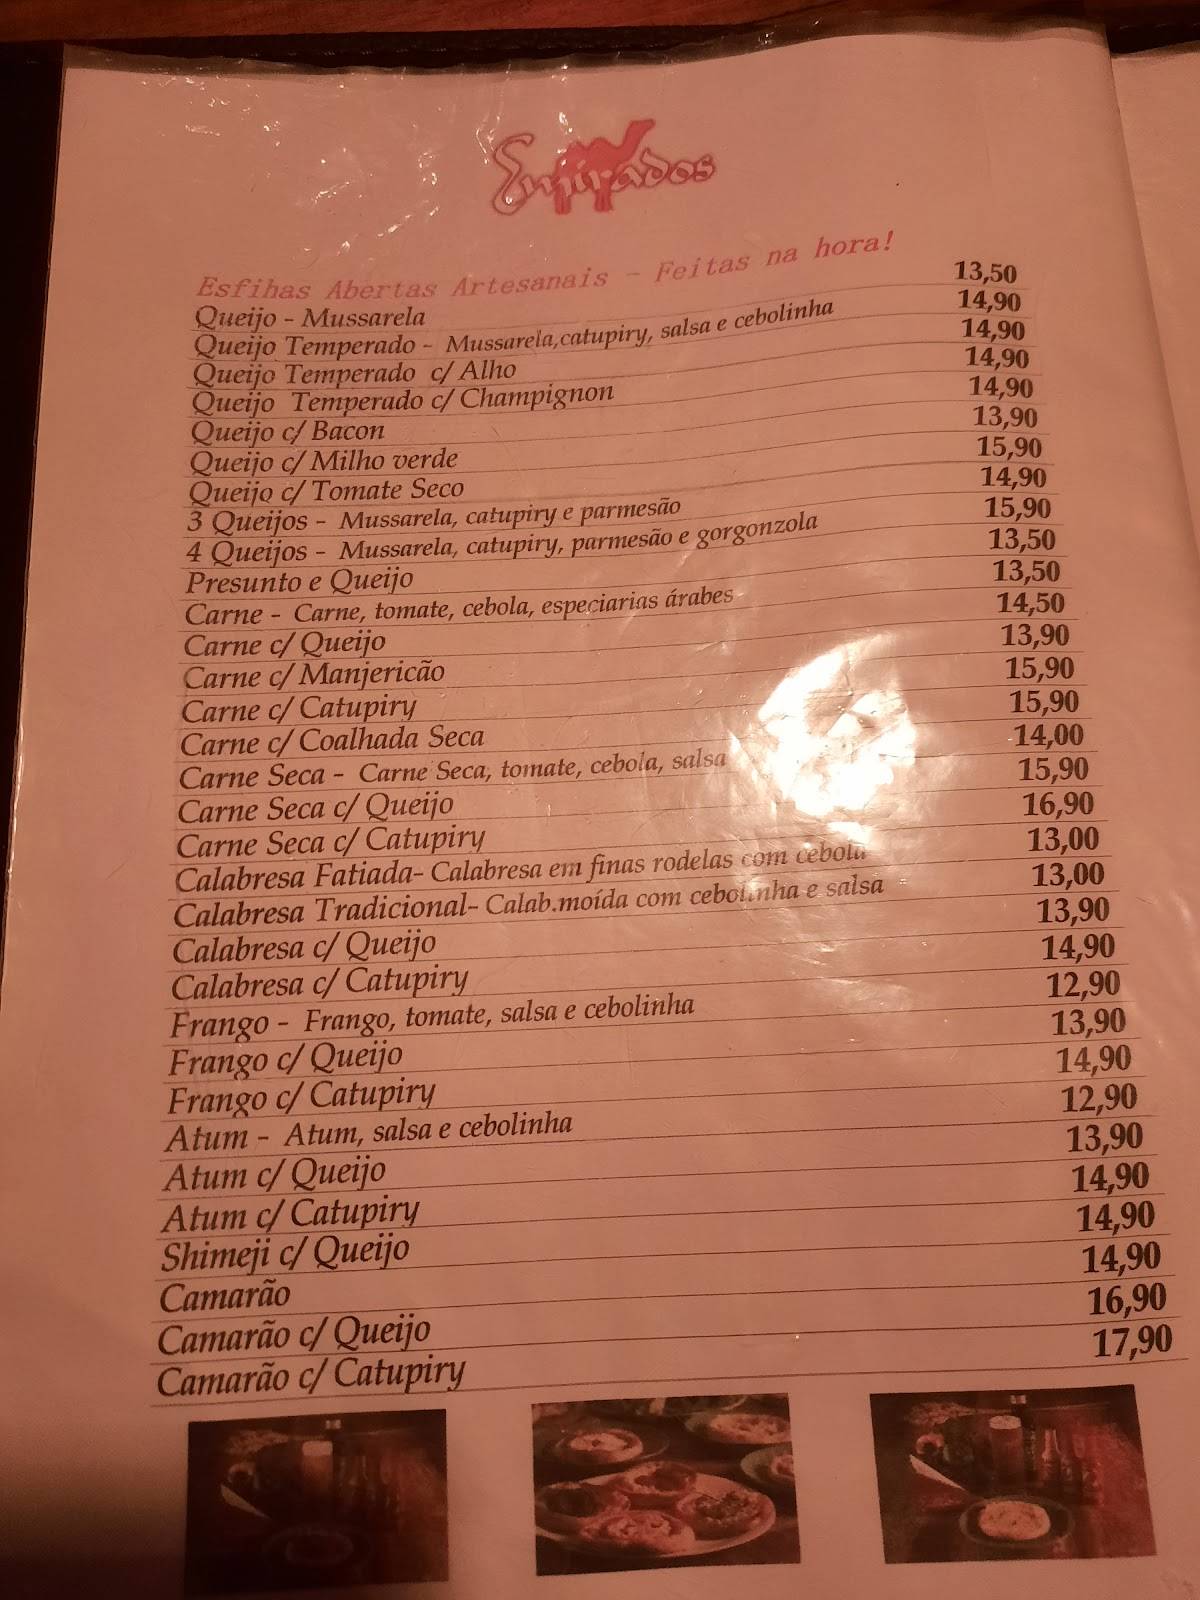 Emirados
Esfihas Abertas Artesanais - Feitas na hora!
Queijo - Mussarela 13,50
Queijo Temperado - Mussarela,catupiry, salsa e cebolinha 14,90
Queijo Temperado c/ Alho 14,90
Queijo Temperado c/ Champignon 14,90
Queijo c/ Bacon 14,90
Queijo c/ Milho verde 13,90
Queijo c/ Tomate Seco 15,90
3 Queijos - Mussarela, catupiry e parmesão 14,90
4 Queijos - Mussarela, catupiry, parmesão e gorgonzola 15,90
Presunto e Queijo 13,50
Carne - Carne, tomate, cebola, especiarias árabes 13,50
Carne c/ Queijo 14,50
Carne c/ Manjericão 13,90
Carne c/ Catupiry 15,90
Carne c/ Coalhada Seca 15,90
Carne Seca - Carne Seca, tomate, cebola, salsa 14,00
Carne Seca c/ Queijo 15,90
Carne Seca c/ Catupiry 16,90
Calabresa Fatiada- Calabresa em finas rodelas com cebola 13,00
Calabresa Tradicional- Calab.moída com cebolinha e salsa 13,00
Calabresa c/ Queijo 13,90
Calabresa c/ Catupiry 14,90
Frango - Frango, tomate, salsa e cebolinha 12,90
Frango c/ Queijo 13,90
Frango c/ Catupiry 14,90
Atum - Atum, salsa e cebolinha 12,90
Atum c/ Queijo 13,90
Atum c/ Catupiry 14,90
Shimeji c/ Queijo 14,90
Camarão 14,90
Camarão c/ Queijo 16,90
Camarão c/ Catupiry 17,90